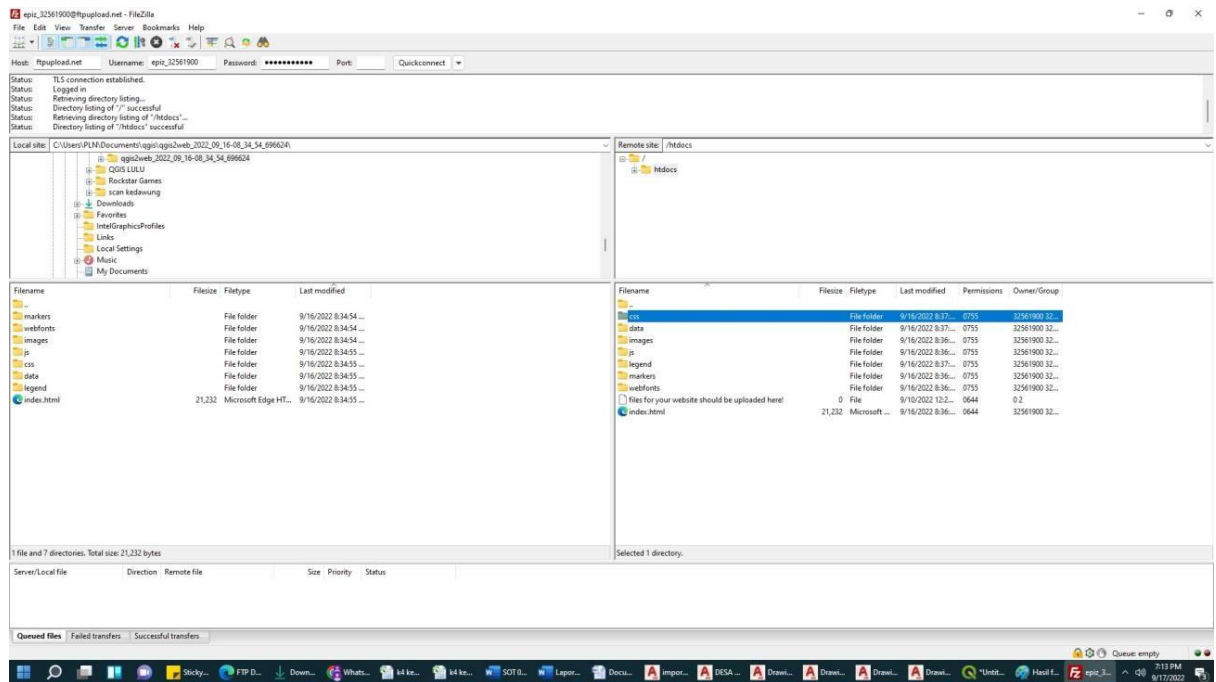 epiz_32561900@ftpupload.net - FileZilla
File Edit View Transfer Server Bookmarks Help
Host: ftpupload.net Username: epiz_32561900 Password: ●●●●●●●●●●● Port: Quickconnect
Status: TLS connection established.
Status: Logged in
Status: Retrieving directory listing...
Status: Directory listing of "/" successful
Status: Retrieving directory listing of "/htdocs"...
Status: Directory listing of "/htdocs" successful
Local site: C:\Users\PLN\Documents\qgis\qgis2web_2022_09_16-08_34_54_696624\
qgis2web_2022_09_16-08_34_54_696624
QGIS LULU
Rockstar Games
scan kedawung
Downloads
Favorites
IntelGraphicsProfiles
Links
Local Settings
Music
My Documents
Remote site: /htdocs
/
htdocs
Filename Filesize Filetype Last modified
..
markers File folder 9/16/2022 8:34:54 ...
webfonts File folder 9/16/2022 8:34:54 ...
images File folder 9/16/2022 8:34:54 ...
js File folder 9/16/2022 8:34:55 ...
css File folder 9/16/2022 8:34:55 ...
data File folder 9/16/2022 8:34:55 ...
legend File folder 9/16/2022 8:34:55 ...
index.html 21,232 Microsoft Edge HT... 9/16/2022 8:34:55 ...
1 file and 7 directories. Total size: 21,232 bytes
Filename Filesize Filetype Last modified Permissions Owner/Group
..
css File folder 9/16/2022 8:37:... 0755 32561900 32...
data File folder 9/16/2022 8:37:... 0755 32561900 32...
images File folder 9/16/2022 8:36:... 0755 32561900 32...
js File folder 9/16/2022 8:36:... 0755 32561900 32...
legend File folder 9/16/2022 8:37:... 0755 32561900 32...
markers File folder 9/16/2022 8:36:... 0755 32561900 32...
webfonts File folder 9/16/2022 8:36:... 0755 32561900 32...
files for your website should be uploaded here! 0 File 9/10/2022 12:2... 0644 0 2
index.html 21,232 Microsoft ... 9/16/2022 8:36:... 0644 32561900 32...
Selected 1 directory.
Server/Local file Direction Remote file Size Priority Status
Queued files Failed transfers Successful transfers
Queue: empty
Sticky... FTP D... Down... Whats... k4 ke... k4 ke... SOT 0... Lapor... Docu... impor... DESA ... Drawi... Drawi... Drawi... Drawi... *Untit... Hasil f... epiz_3... 7:13 PM
9/17/2022